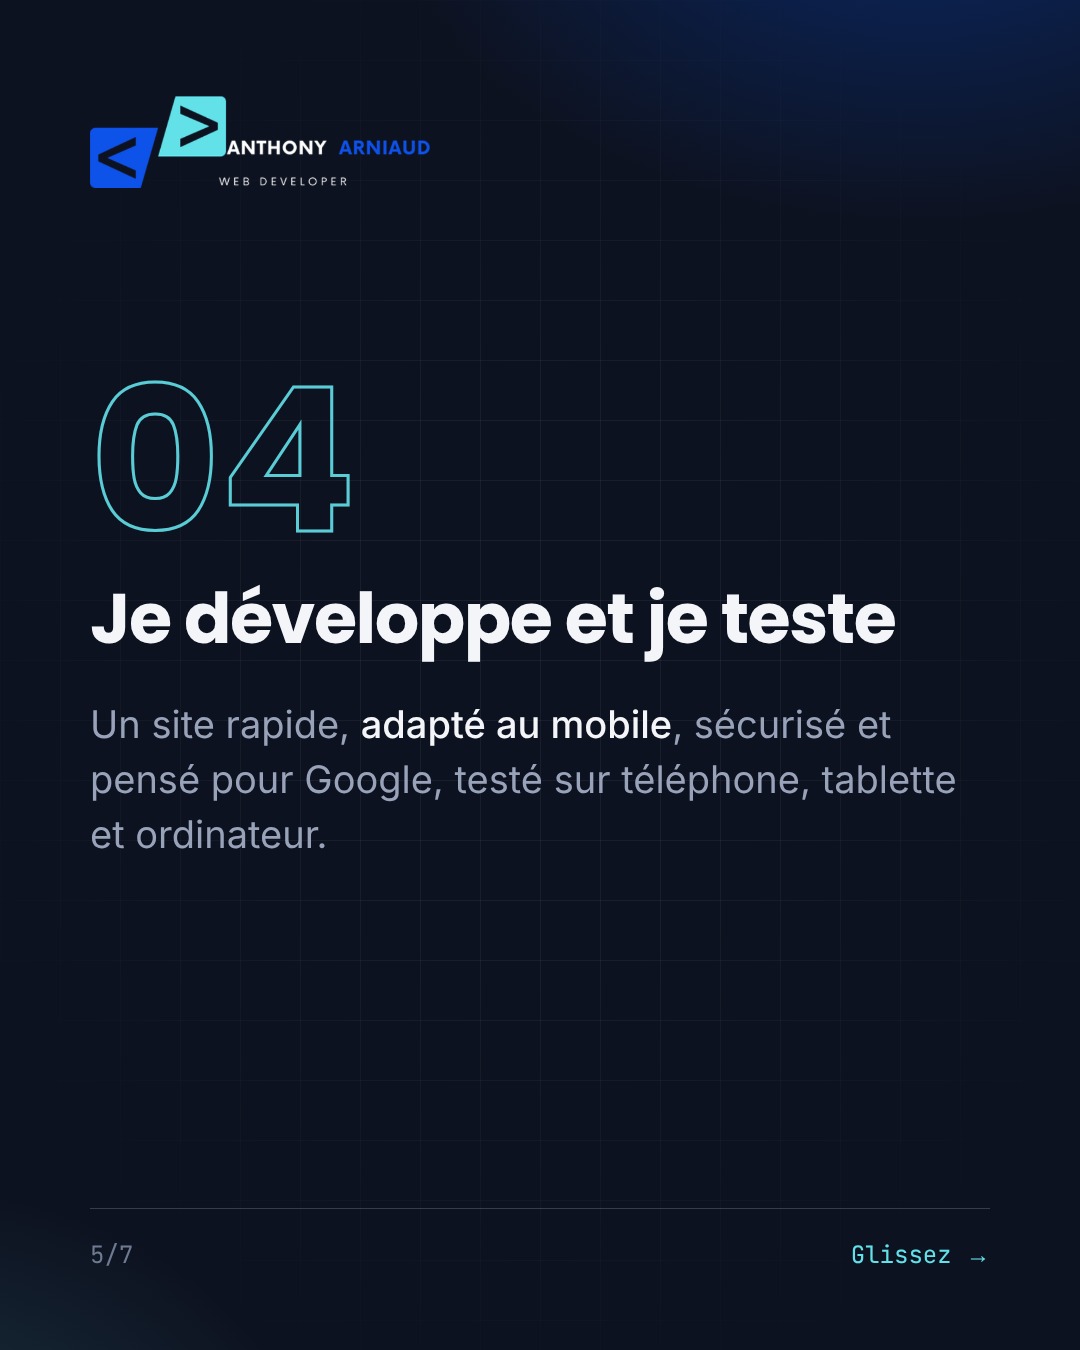 < >
ANTHONY ARNIAUD
WEB DEVELOPER
04
Je développe et je teste
Un site rapide, adapté au mobile, sécurisé et
pensé pour Google, testé sur téléphone, tablette
et ordinateur.
5/7
Glissez →